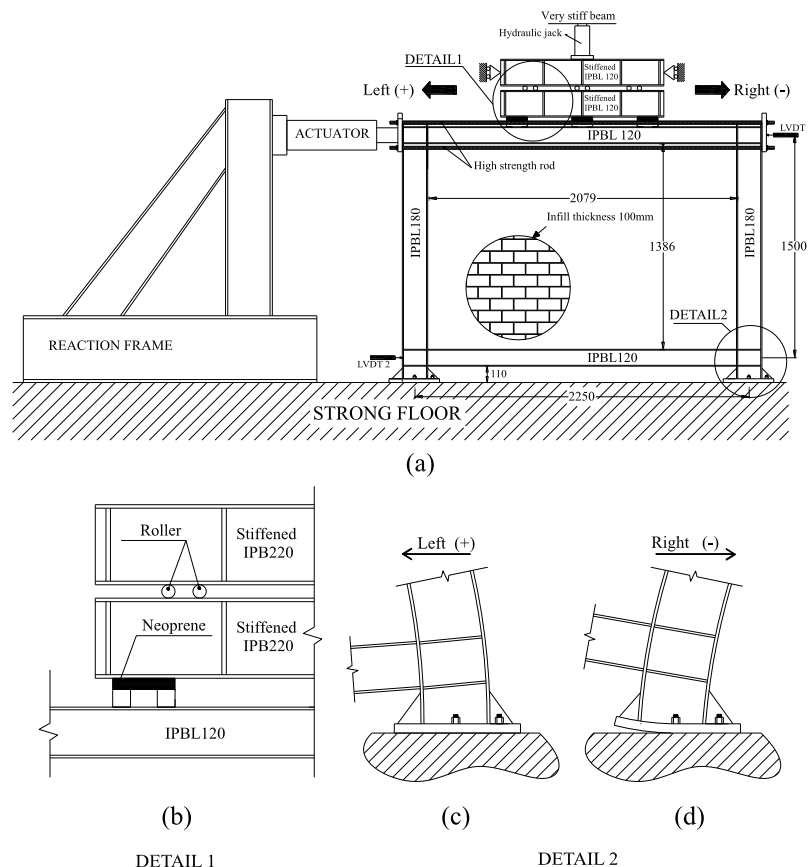 Very stiff beam
Hydraulic jack
DETAIL1
Stiffened
IPBL 120
Left (+)
Right (-)
Stiffened
IPBL 120
ACTUATOR
IPBL 120
LVDT
High strength rod
2079
Infill thickness 100mm
IPBL180
1386
IPBL180
1500
DETAIL2
REACTION FRAME
LVDT 2
IPBL120
110
2250
STRONG FLOOR
(a)
Roller
Stiffened
IPB220
Neoprene
Stiffened
IPB220
IPBL120
Left (+)
Right (-)
(b)
(c)
(d)
DETAIL 1
DETAIL 2